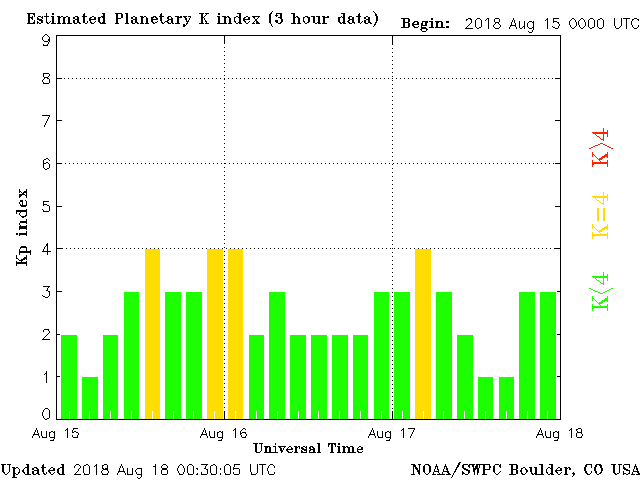 Estimated Planetary K index (3 hour data)
Begin: 2018 Aug 15 0000 UTC
9
8
7
6
5
4
3
2
1
0
Kp index
K>4
K=4
K<4
Aug 15 Aug 16 Aug 17 Aug 18
Universal Time
Updated 2018 Aug 18 00:30:05 UTC
NOAA/SWPC Boulder, CO USA